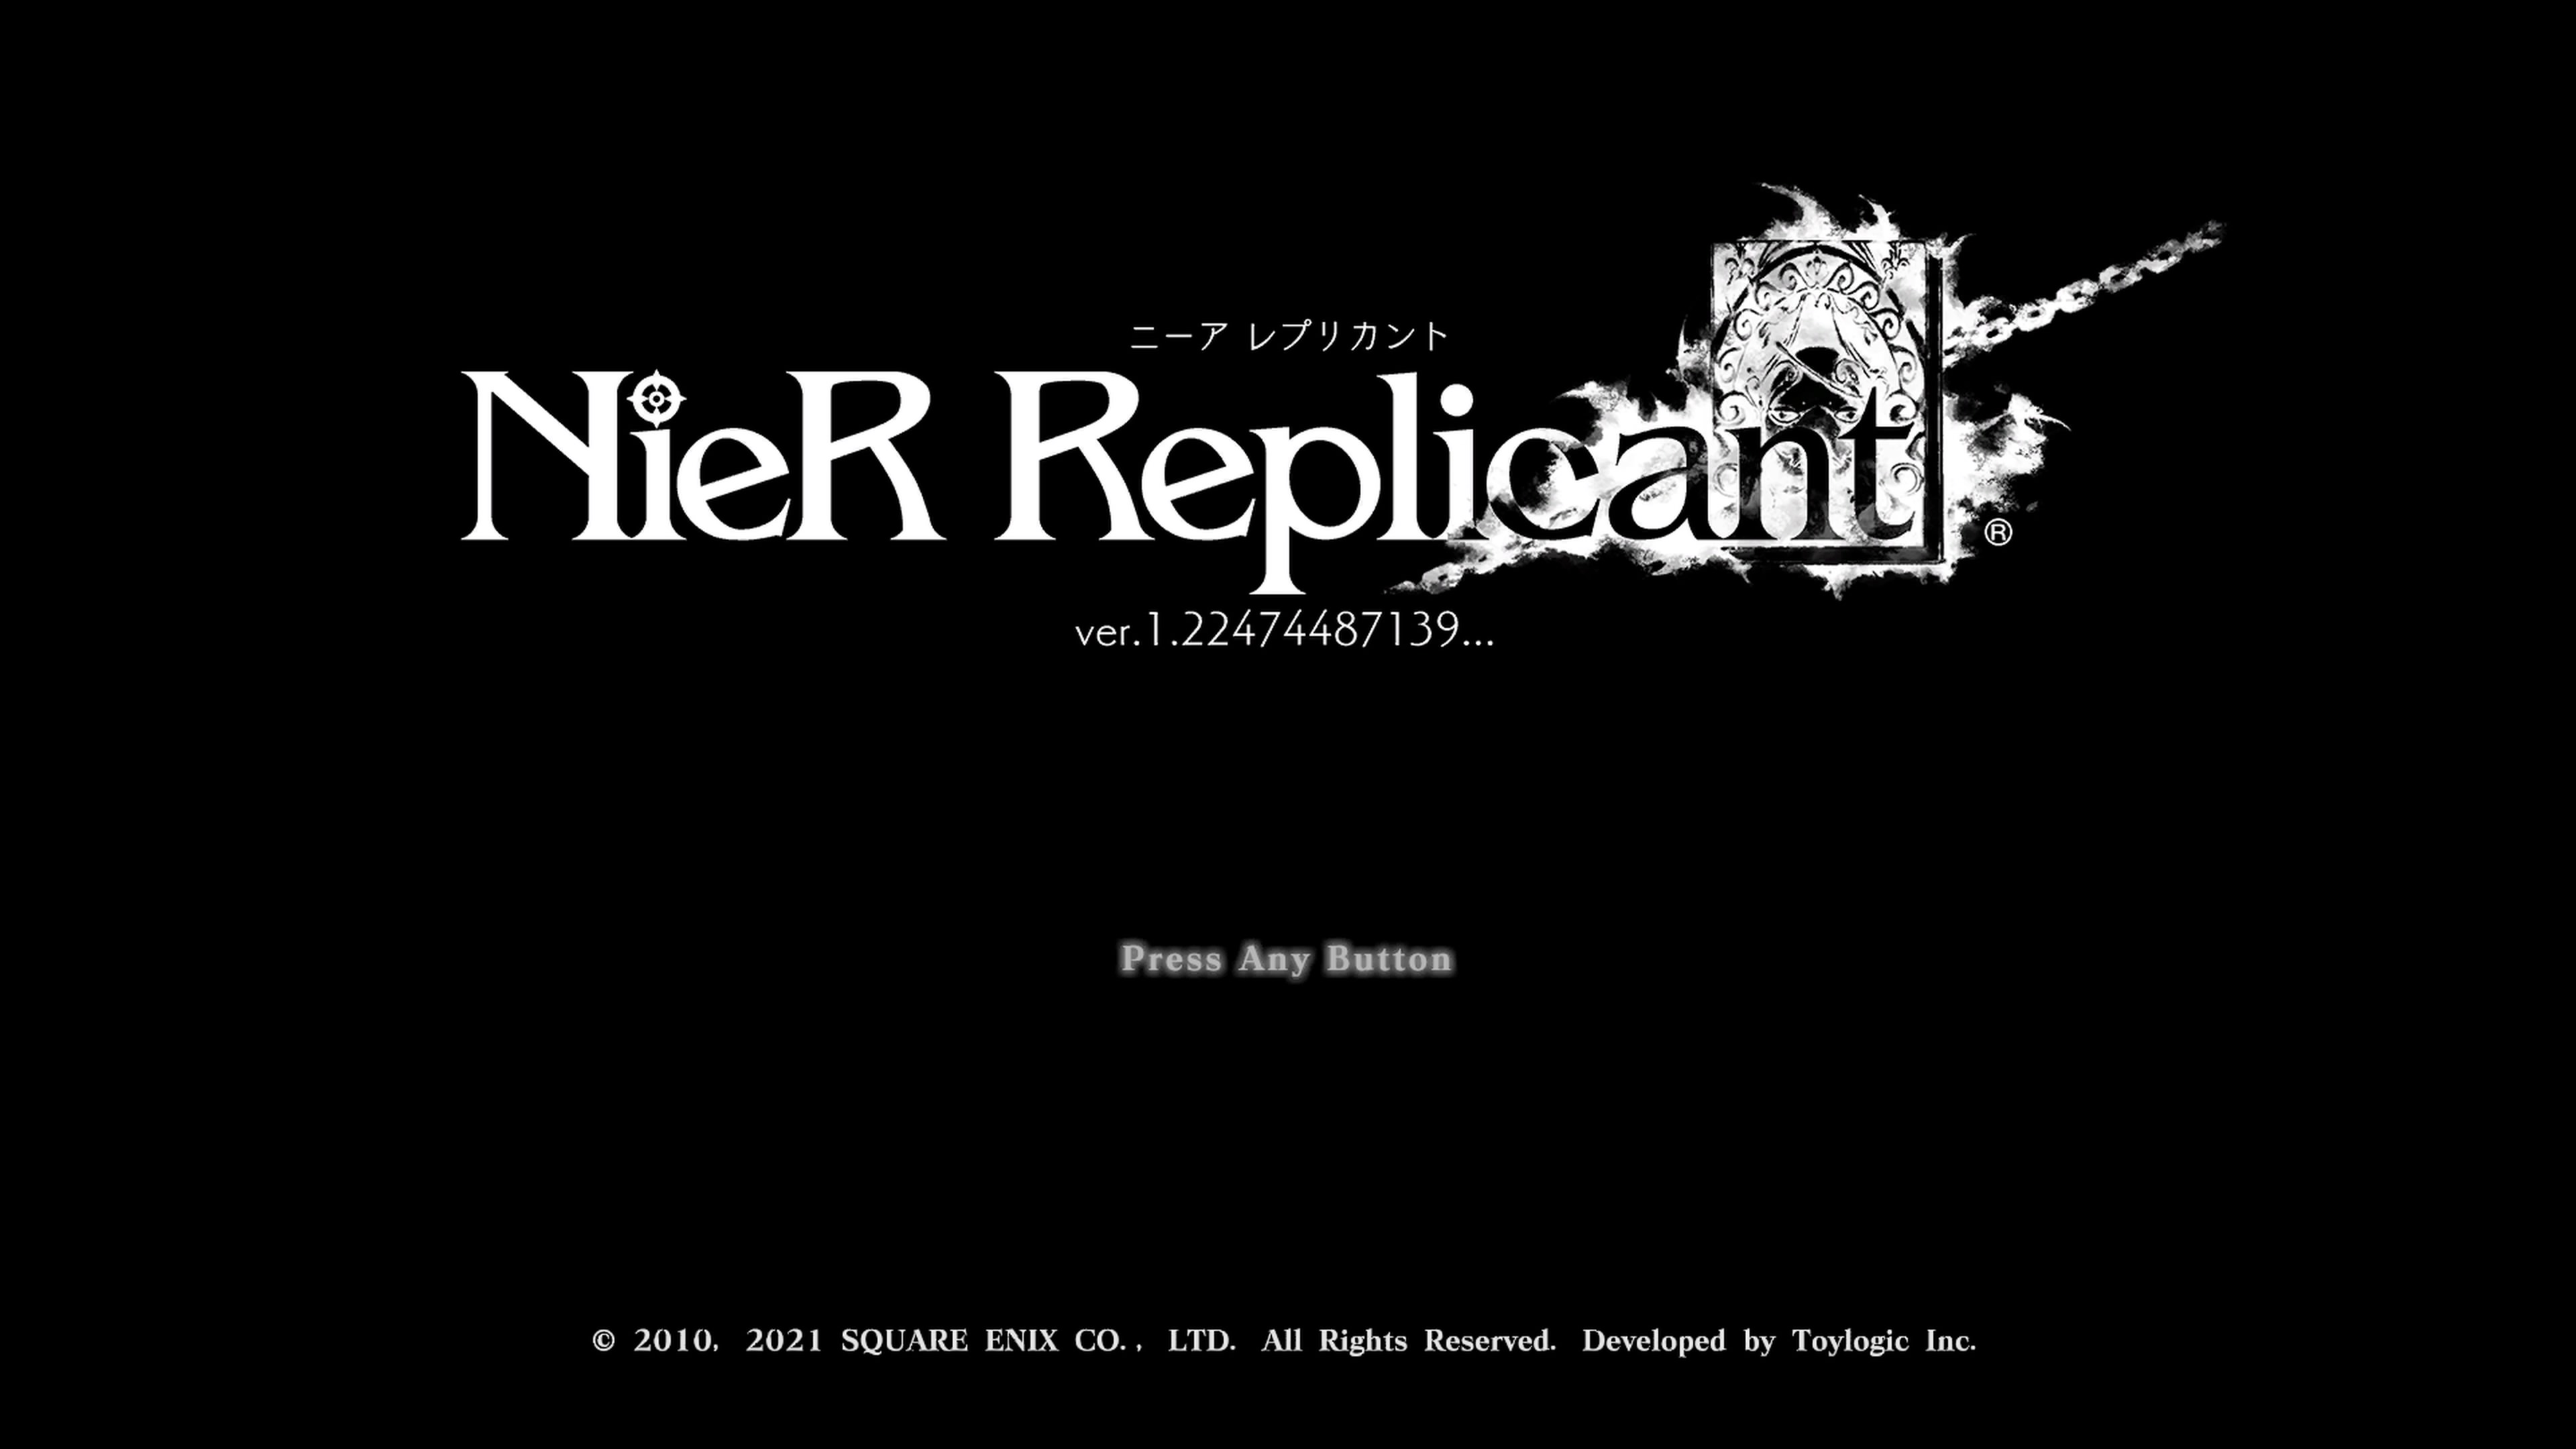 ニーア レプリカント
NieR Replicant®
ver.1.22474487139...
Press Any Button
© 2010, 2021 SQUARE ENIX CO., LTD. All Rights Reserved. Developed by Toylogic Inc.